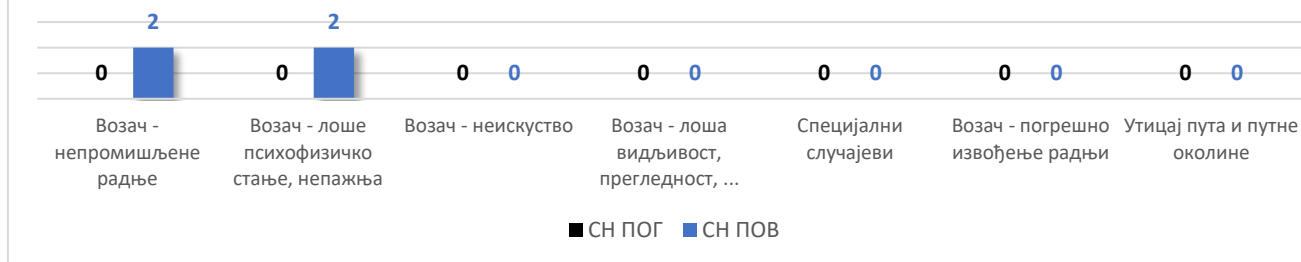 2 2
0 0 0 0 0 0 0 0 0 0 0 0
Возач - непромишљене радње
Возач - лоше психофизичко стање, непажња
Возач - неискуство
Возач - лоша видљивост, прегледност, ...
Специјални случајеви
Возач - погрешно извођење радњи
Утицај пута и путне околине
СН ПОГ СН ПОВ